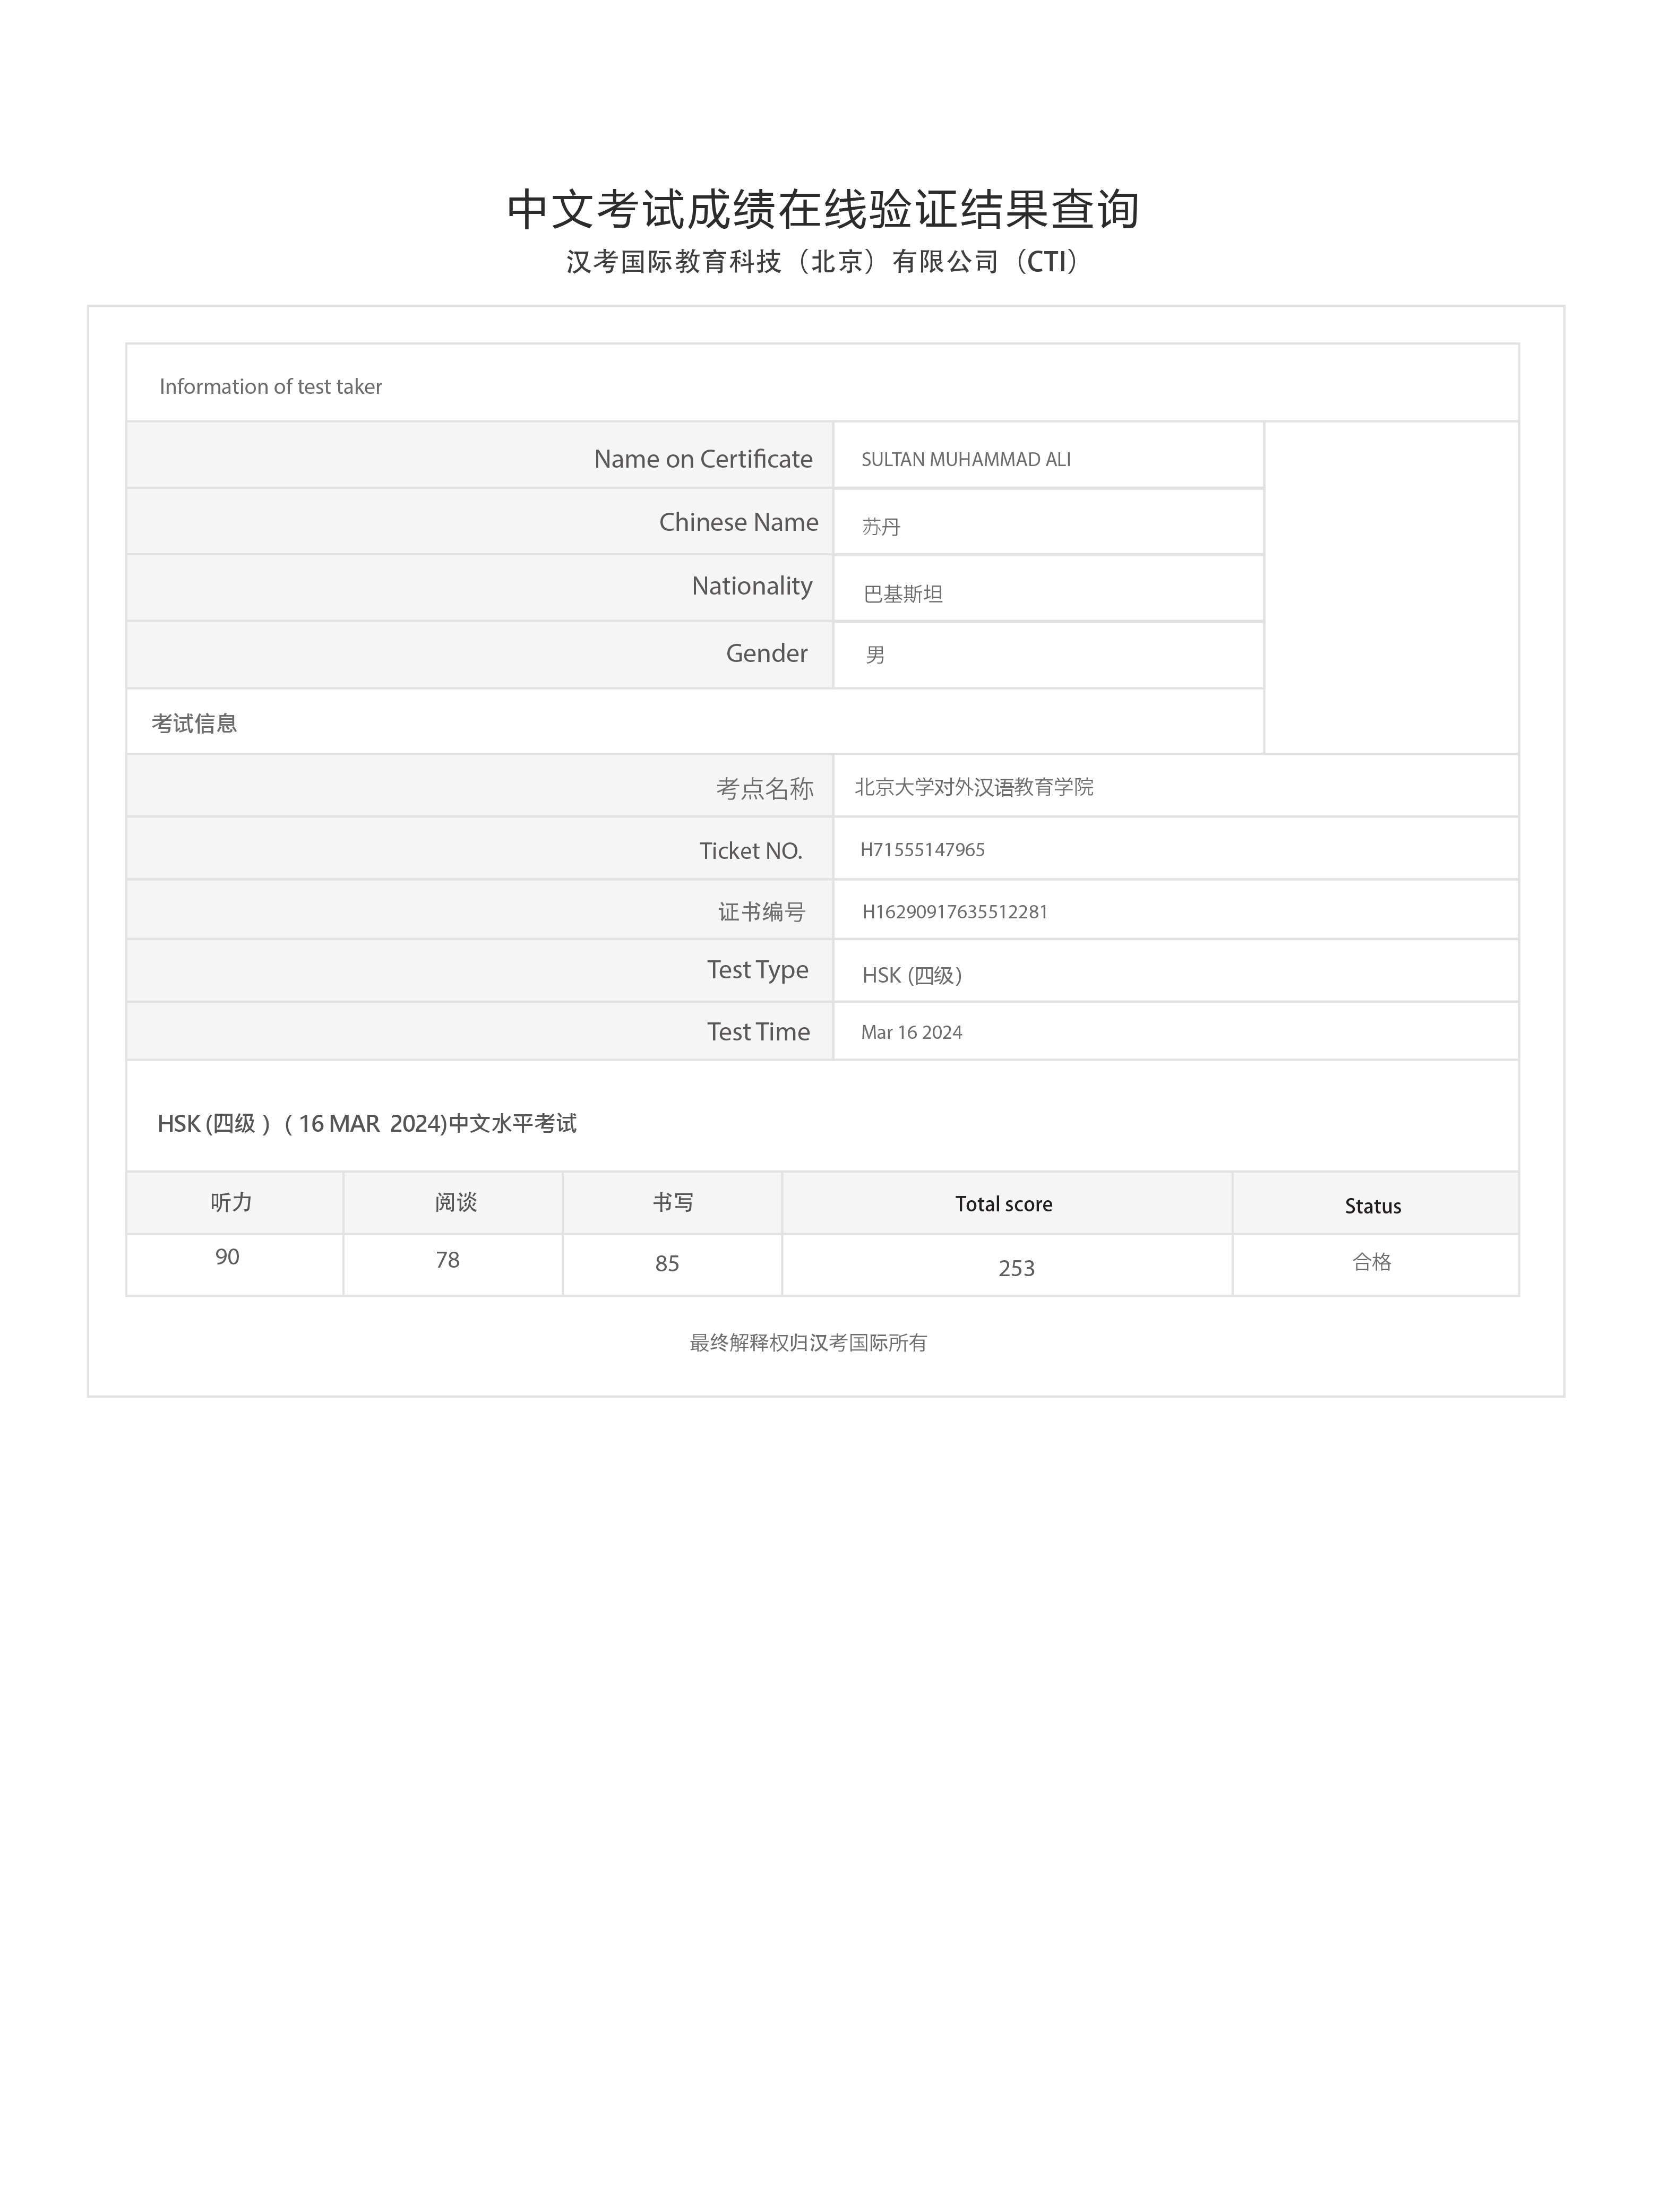 中文考试成绩在线验证结果查询
汉考国际教育科技（北京）有限公司（CTI）
Information of test taker
Name on Certificate SULTAN MUHAMMAD ALI
Chinese Name 苏丹
Nationality 巴基斯坦
Gender 男
考试信息
考点名称 北京大学对外汉语教育学院
Ticket NO. H71555147965
证书编号 H16290917635512281
Test Type HSK (四级)
Test Time Mar 16 2024
HSK (四级 ) ( 16 MAR 2024)中文水平考试
听力 阅谈 书写 Total score Status
90 78 85 253 合格
最终解释权归汉考国际所有